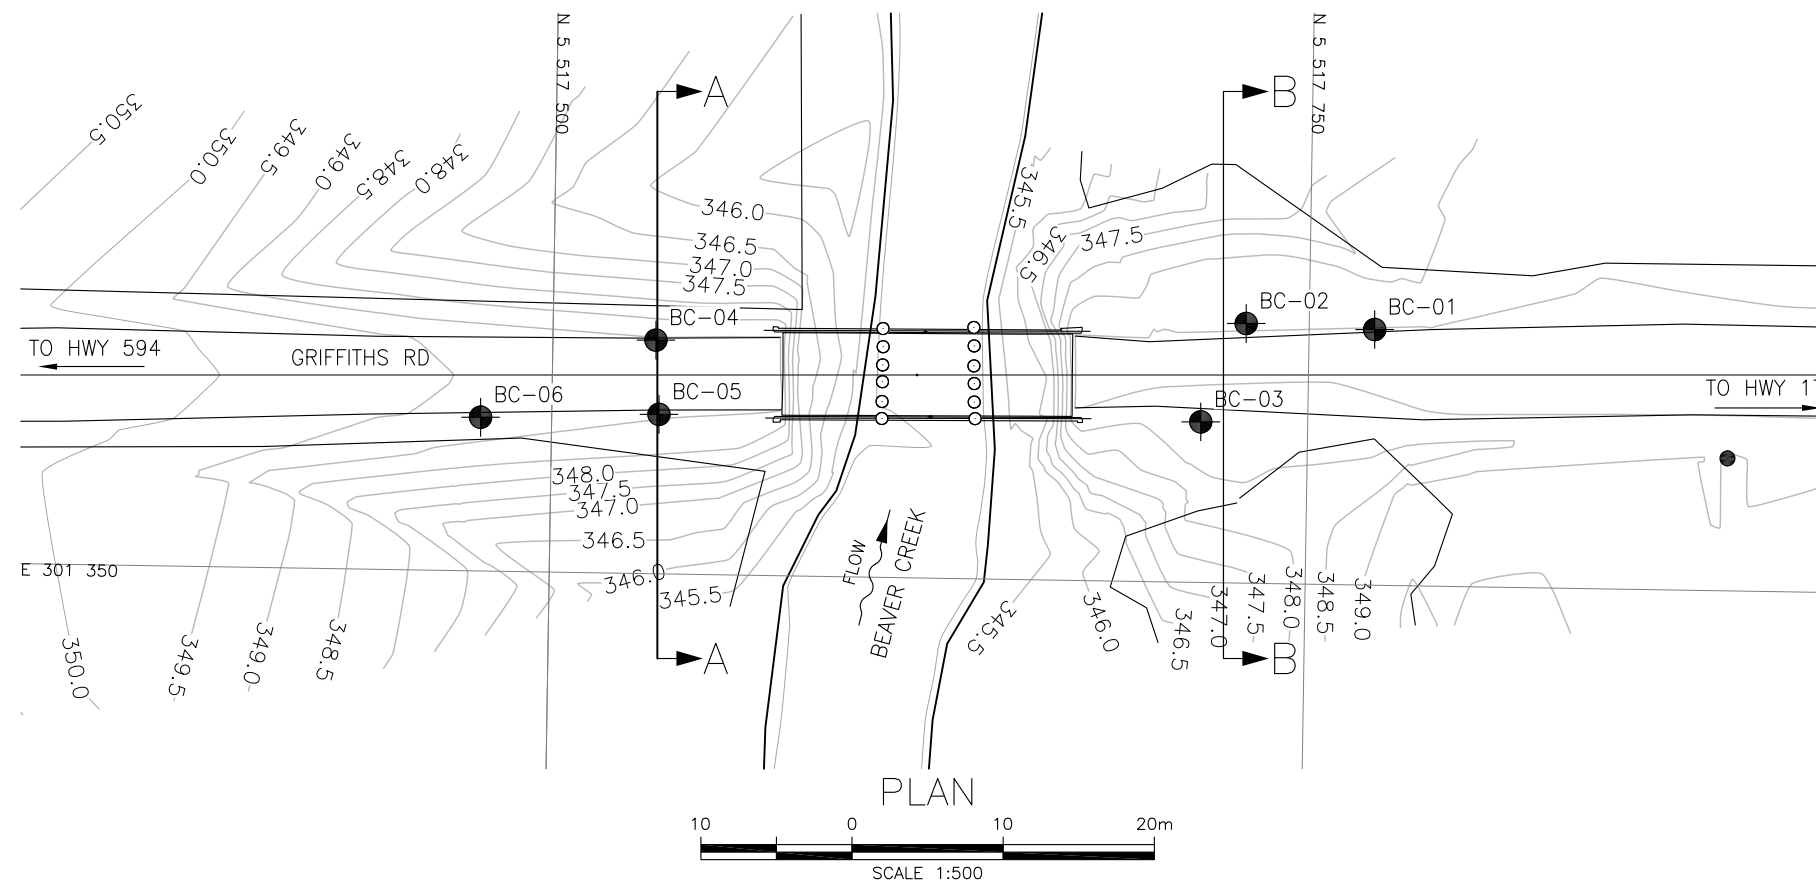 N 5 517 500
N 5 517 750
A
B
350.5
350.0
349.5
349.0
348.5
348.0
346.0
346.5
347.0
347.5
345.5
346.5
347.5
BC-04
BC-02
BC-01
TO HWY 594
GRIFFITHS RD
BC-06
BC-05
BC-03
TO HWY 17
348.0
347.5
347.0
346.5
346.0
345.5
E 301 350
FLOW
BEAVER CREEK
350.0
349.5
349.0
348.5
345.5
346.0
346.5
347.0
347.5
348.0
348.5
349.0
A
B
PLAN
10 0 10 20m
SCALE 1:500